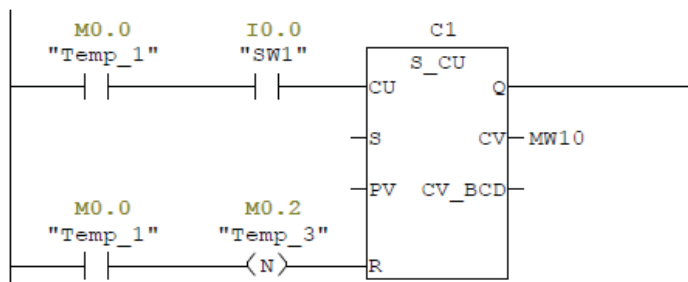 M0.0 I0.0 C1
"Temp_1" "SW1" S_CU
CU Q
S CV MW10
PV CV_BCD
M0.0 M0.2
"Temp_1" "Temp_3"
N R